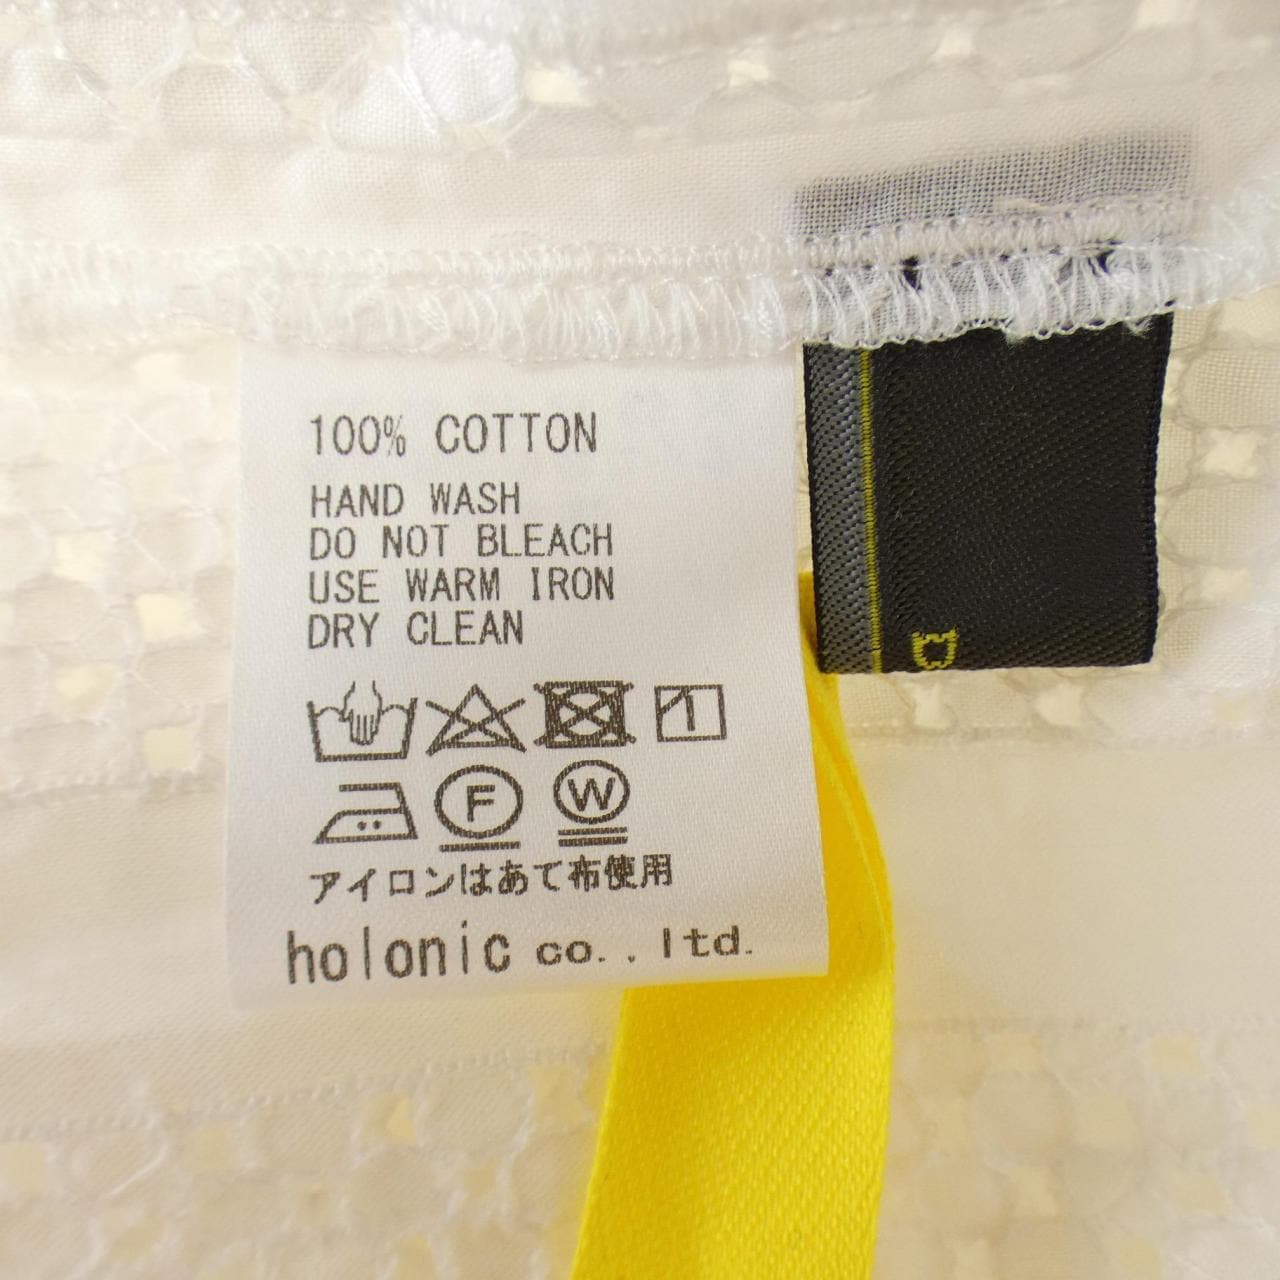 100% COTTON
HAND WASH
DO NOT BLEACH
USE WARM IRON
DRY CLEAN
1
F
W
アイロンはあて布使用
holonic co., ltd.
D